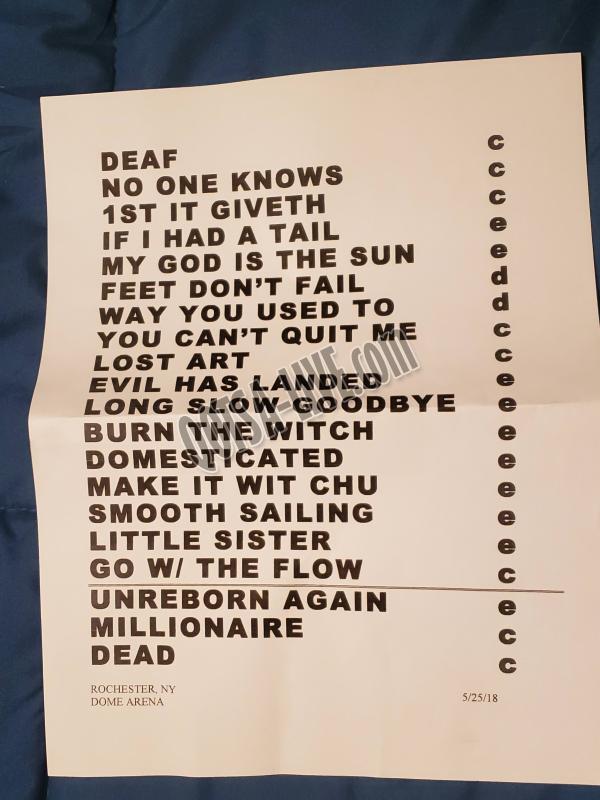 DEAF c
NO ONE KNOWS c
1ST IT GIVETH c
IF I HAD A TAIL e
MY GOD IS THE SUN e
FEET DON'T FAIL d
WAY YOU USED TO d
YOU CAN'T QUIT ME c
LOST ART c
EVIL HAS LANDED e
LONG SLOW GOODBYE e
BURN THE WITCH e
DOMESTICATED e
MAKE IT WIT CHU e
SMOOTH SAILING e
LITTLE SISTER e
GO W/ THE FLOW c
UNREBORN AGAIN e
MILLIONAIRE c
DEAD c
ROCHESTER, NY 5/25/18
DOME ARENA
QOTSA-LIVE.com